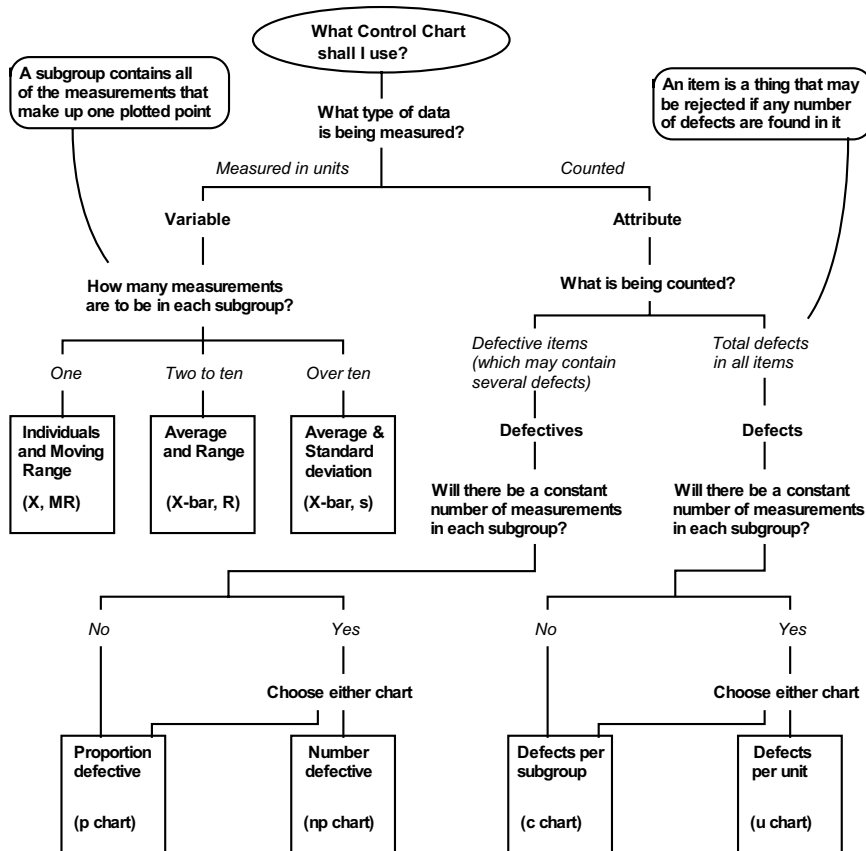 What Control Chart
shall I use?
A subgroup contains all
of the measurements that
make up one plotted point
An item is a thing that may
be rejected if any number
of defects are found in it
What type of data
is being measured?
Measured in units
Counted
Variable
Attribute
How many measurements
are to be in each subgroup?
What is being counted?
One
Two to ten
Over ten
Defective items
(which may contain
several defects)
Total defects
in all items
Individuals
and Moving
Range
(X, MR)
Average
and Range
(X-bar, R)
Average &
Standard
deviation
(X-bar, s)
Defectives
Defects
Will there be a constant
number of measurements
in each subgroup?
Will there be a constant
number of measurements
in each subgroup?
No
Yes
No
Yes
Choose either chart
Choose either chart
Proportion
defective
(p chart)
Number
defective
(np chart)
Defects per
subgroup
(c chart)
Defects
per unit
(u chart)